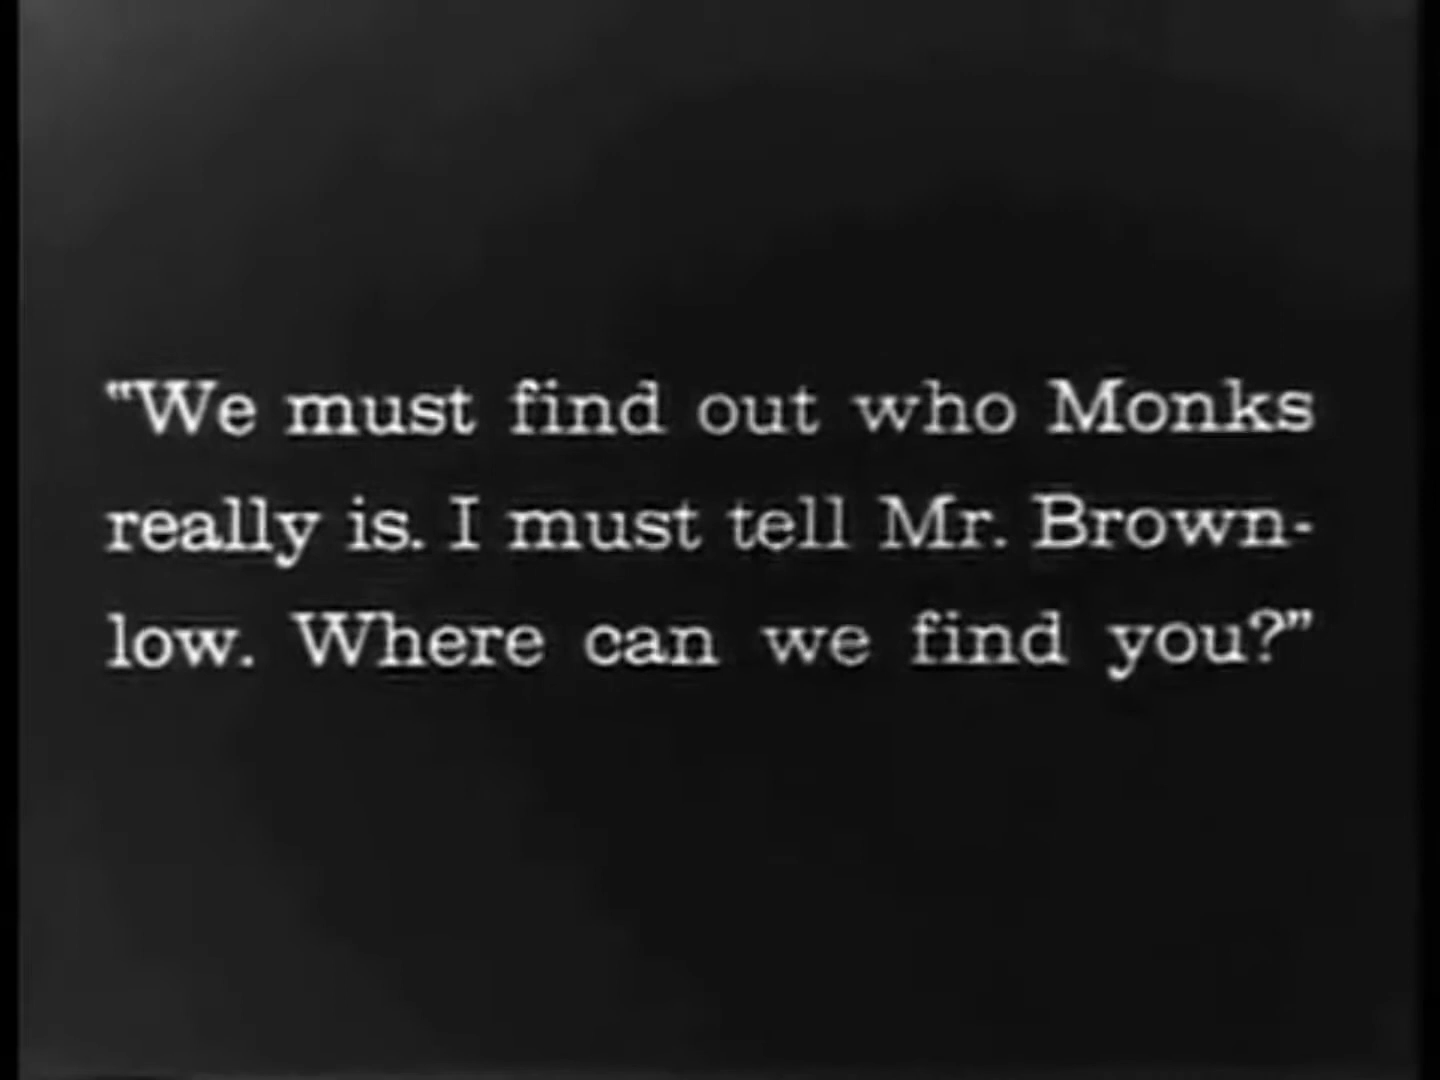 "We must find out who Monks
really is. I must tell Mr. Brown-
low. Where can we find you?”